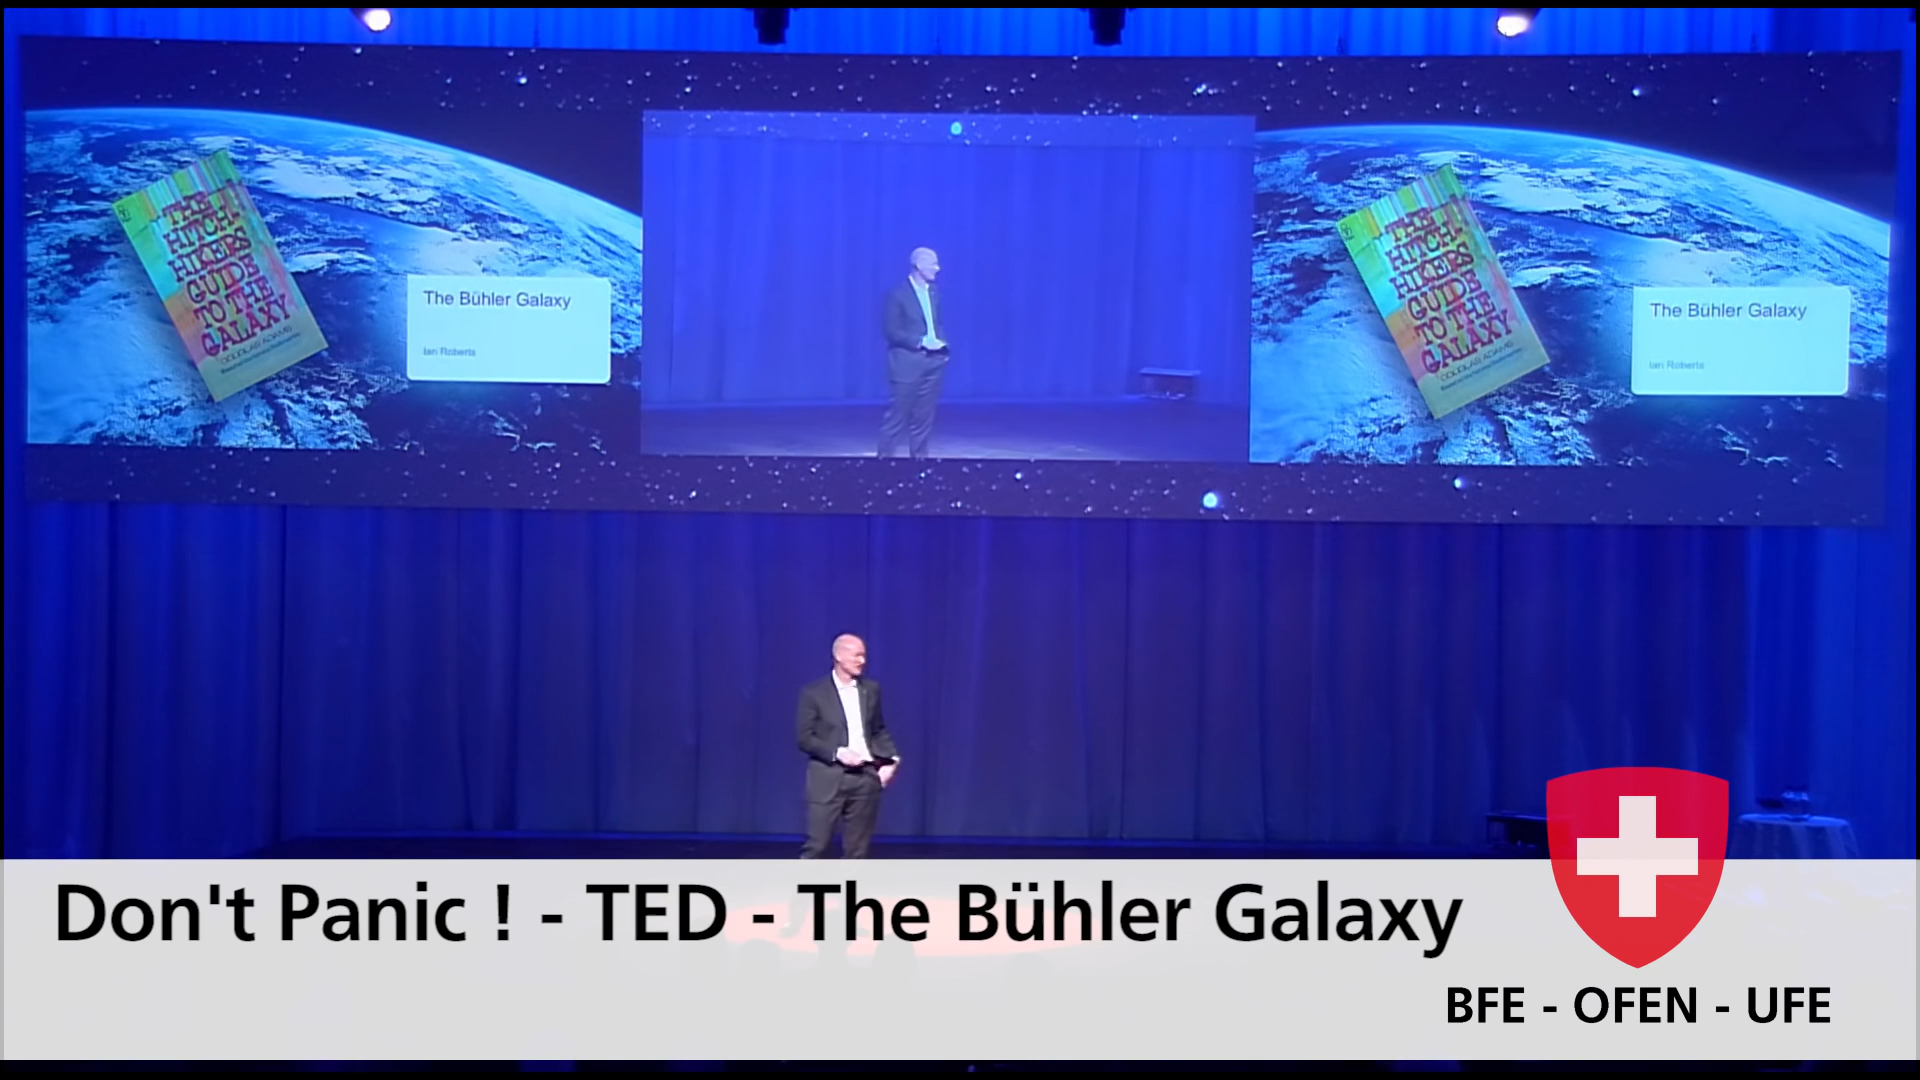 THE
HITCH
HIKERS
GUIDE
TO THE
GALAXY
DOUGLAS ADAMS
The Bühler Galaxy
Ian Roberts
THE
HITCH
HIKERS
GUIDE
TO THE
GALAXY
DOUGLAS ADAMS
The Bühler Galaxy
Ian Roberts
Don't Panic ! - TED - The Bühler Galaxy
BFE - OFEN - UFE